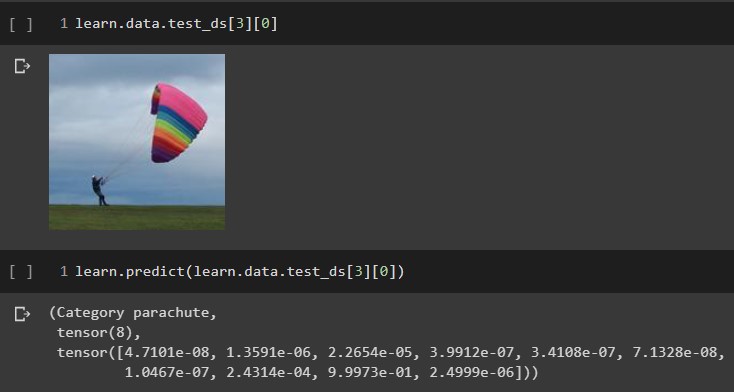 [ ] 1 learn.data.test_ds[3][0]
[ ] 1 learn.predict(learn.data.test_ds[3][0])
(Category parachute,
 tensor(8),
 tensor([4.7101e-08, 1.3591e-06, 2.2654e-05, 3.9912e-07, 3.4108e-07, 7.1328e-08,
         1.0467e-07, 2.4314e-04, 9.9973e-01, 2.4999e-06]))